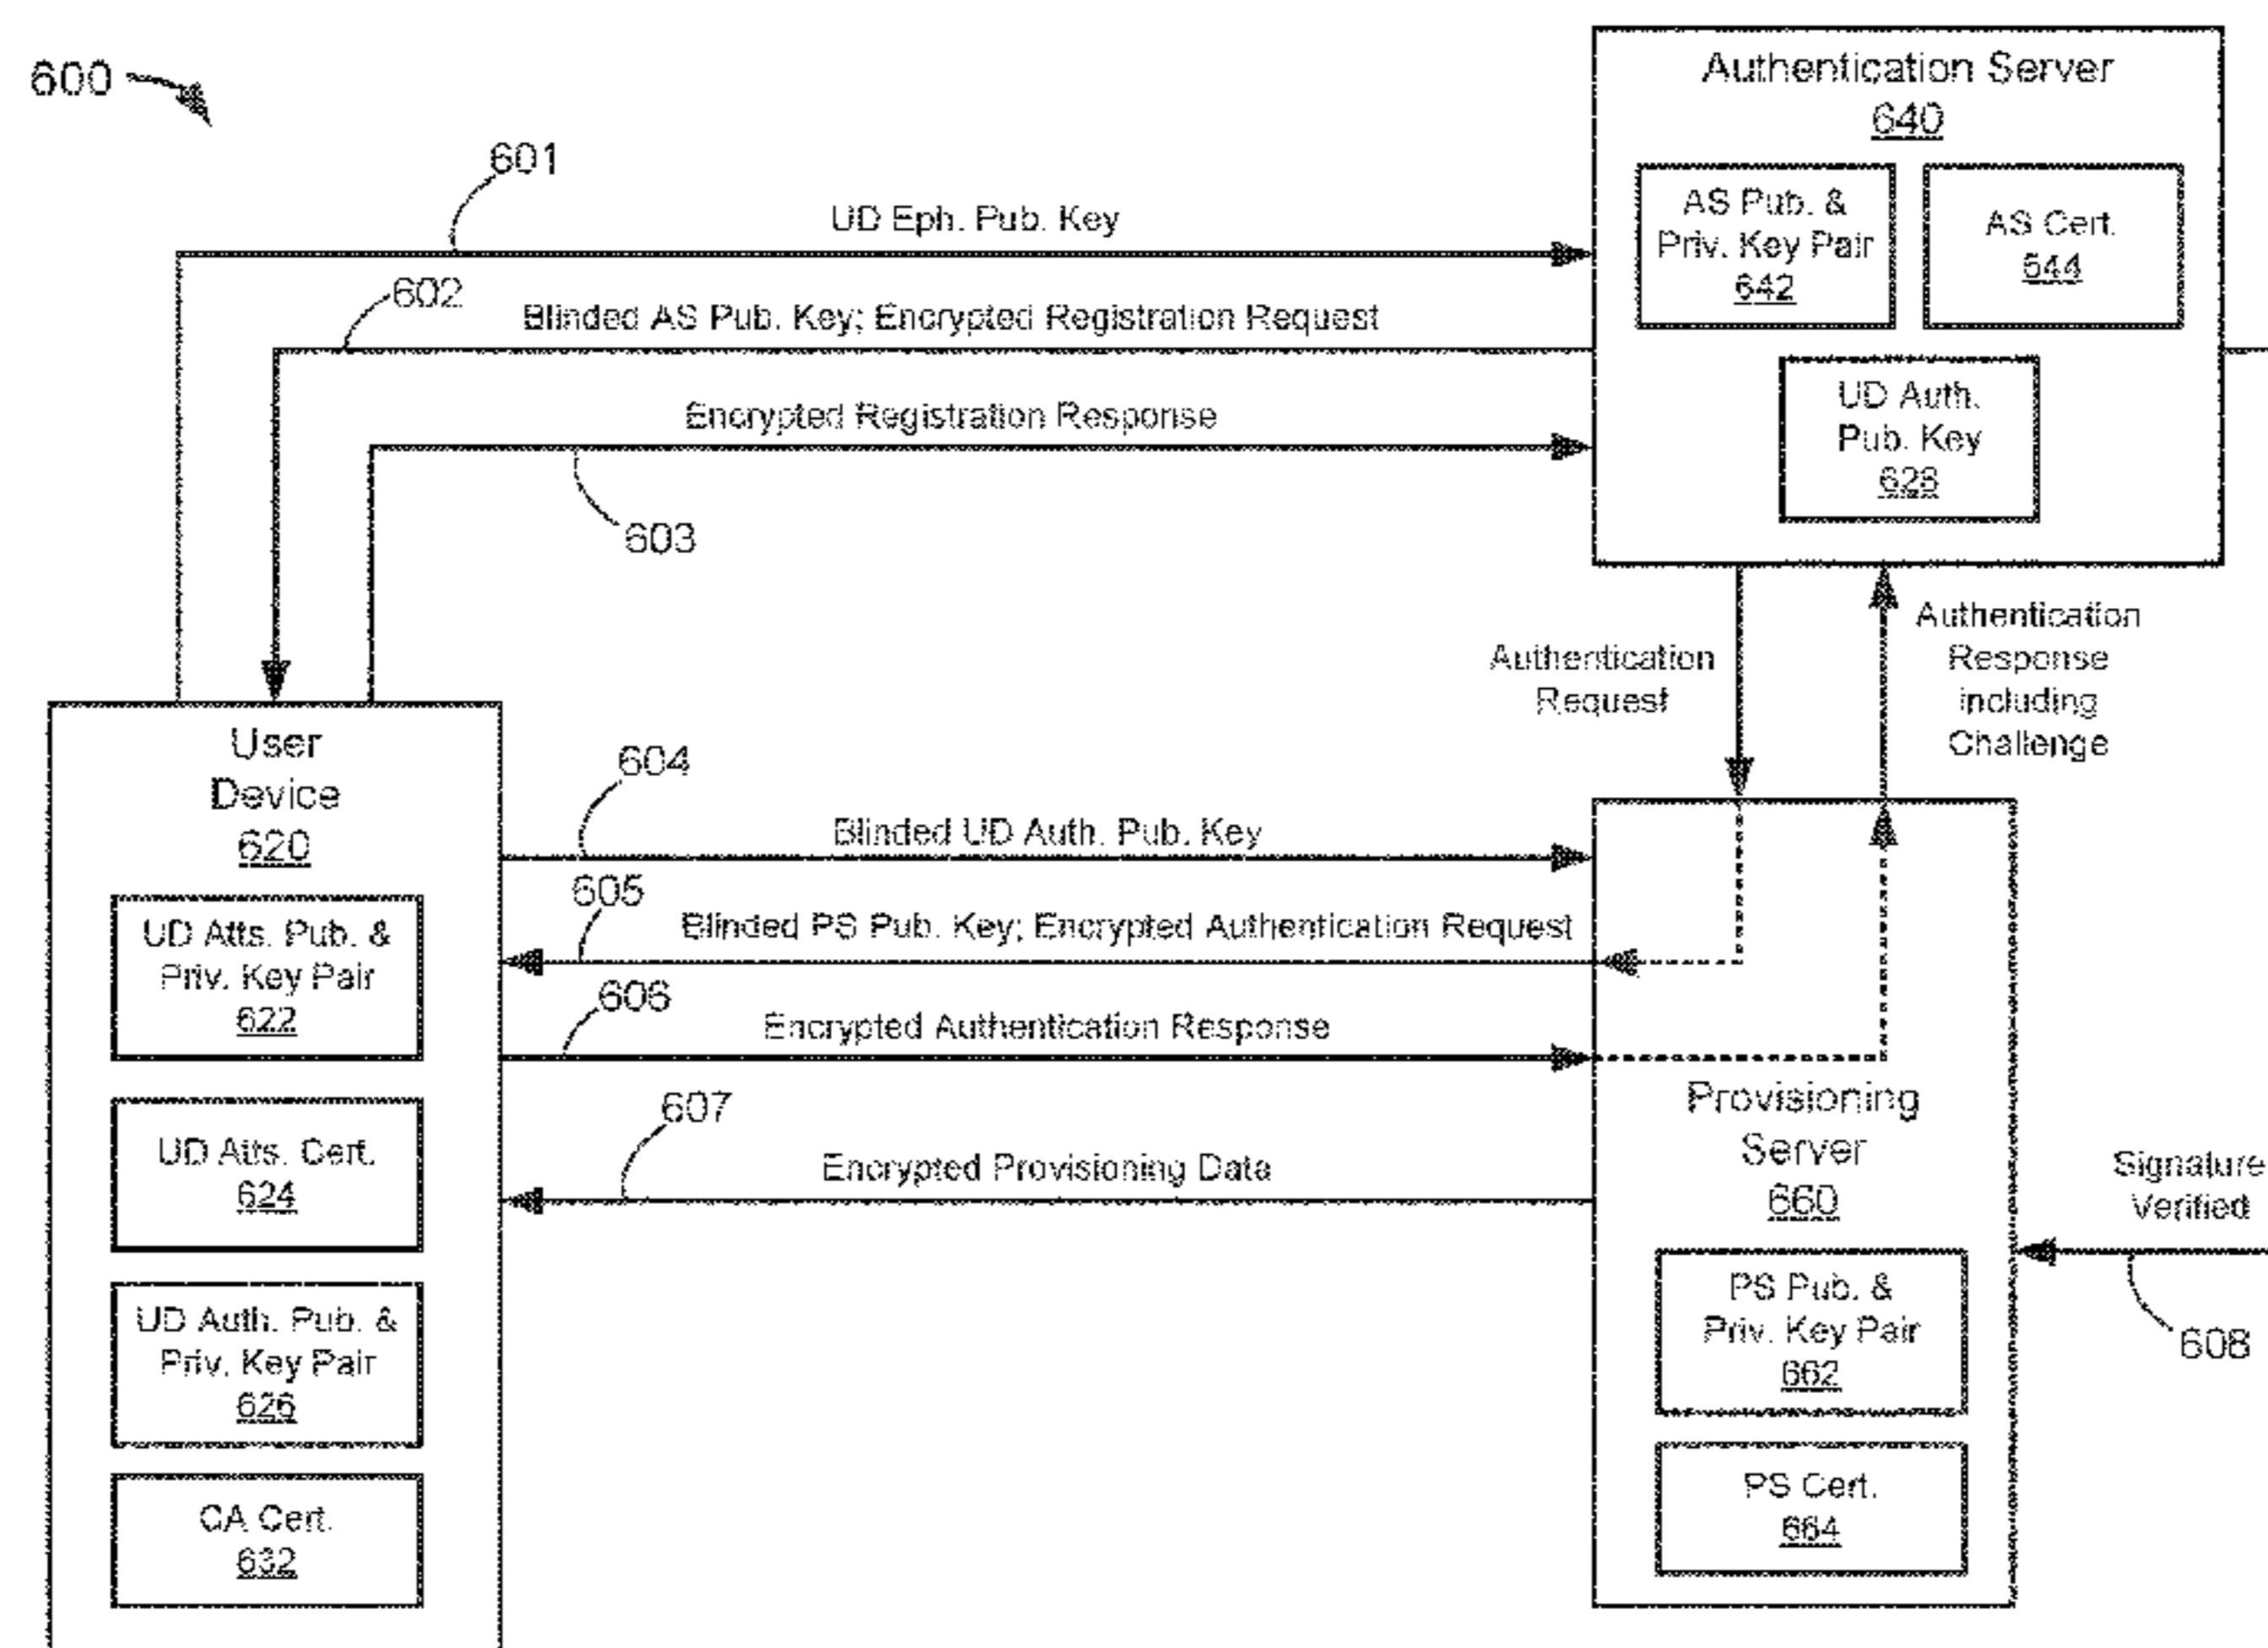 600
Authentication Server
640
601
AS Pub. &
Priv. Key Pair
642
AS Cert.
644
UD Eph. Pub. Key
602
Blinded AS Pub. Key; Encrypted Registration Request
UD Auth.
Pub. Key
628
Encrypted Registration Response
603
Authentication
Request
Authentication
Response
including
Challenge
User
Device
620
604
Blinded UD Auth. Pub. Key
605
Blinded PS Pub. Key; Encrypted Authentication Request
UD Atts. Pub. &
Priv. Key Pair
622
606
Encrypted Authentication Response
Provisioning
Server
660
607
UD Atts. Cert.
624
Encrypted Provisioning Data
Signature
Verified
UD Auth. Pub. &
Priv. Key Pair
626
PS Pub. &
Priv. Key Pair
662
608
CA Cert.
632
PS Cert.
664